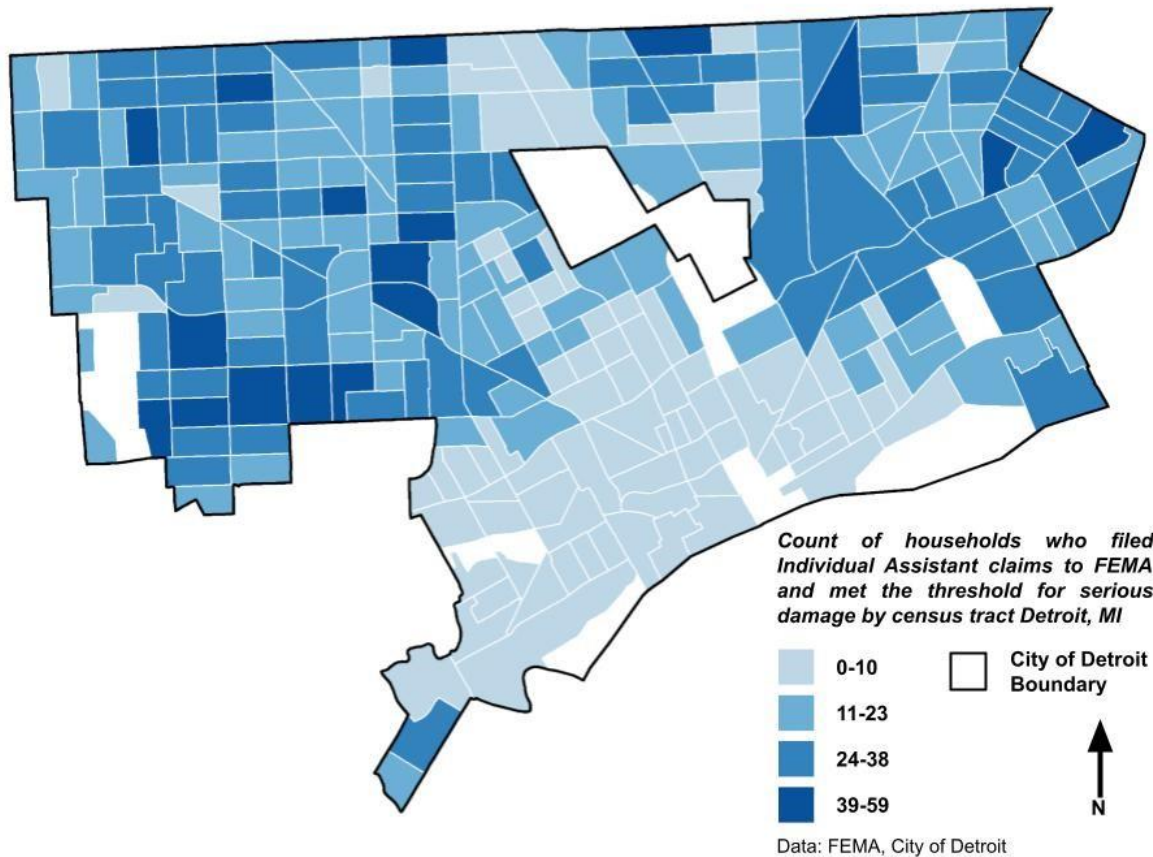 Count of households who filed
Individual Assistant claims to FEMA
and met the threshold for serious
damage by census tract Detroit, MI
0-10
11-23
24-38
39-59
City of Detroit
Boundary
N
Data: FEMA, City of Detroit